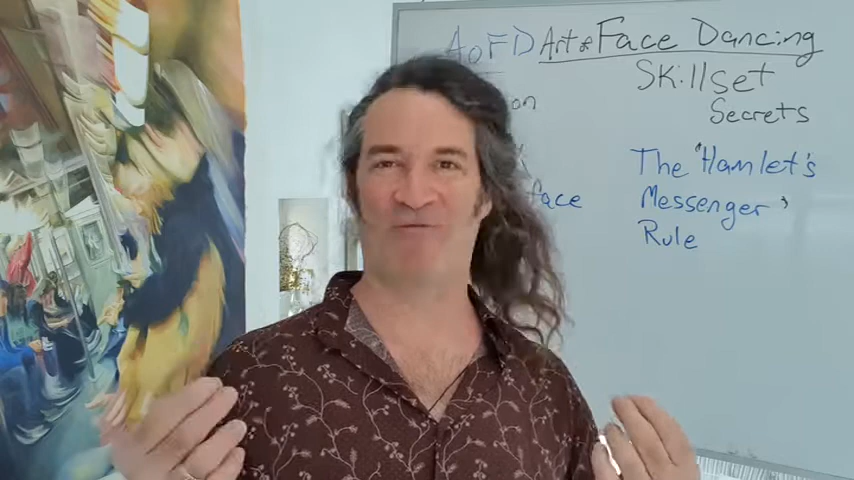 AoFD Art of Face Dancing
Skillset
Secrets
on
The 'Hamlet's
face
Messenger'
Rule